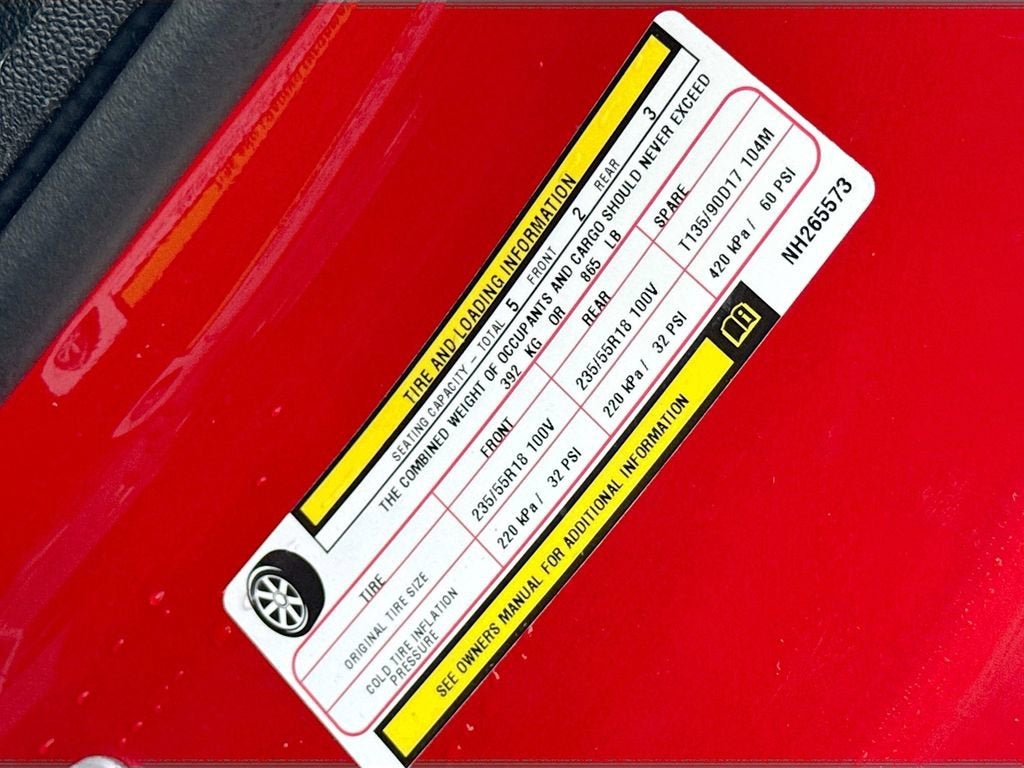 TIRE AND LOADING INFORMATION
SEATING CAPACITY – TOTAL 5 FRONT 2 REAR 3
THE COMBINED WEIGHT OF OCCUPANTS AND CARGO SHOULD NEVER EXCEED
392 KG OR 865 LB
TIRE FRONT REAR SPARE
ORIGINAL TIRE SIZE 235/55R18 100V 235/55R18 100V T135/90D17 104M
COLD TIRE INFLATION
PRESSURE 220 kPa / 32 PSI 220 kPa / 32 PSI 420 kPa / 60 PSI
SEE OWNERS MANUAL FOR ADDITIONAL INFORMATION
NH265573